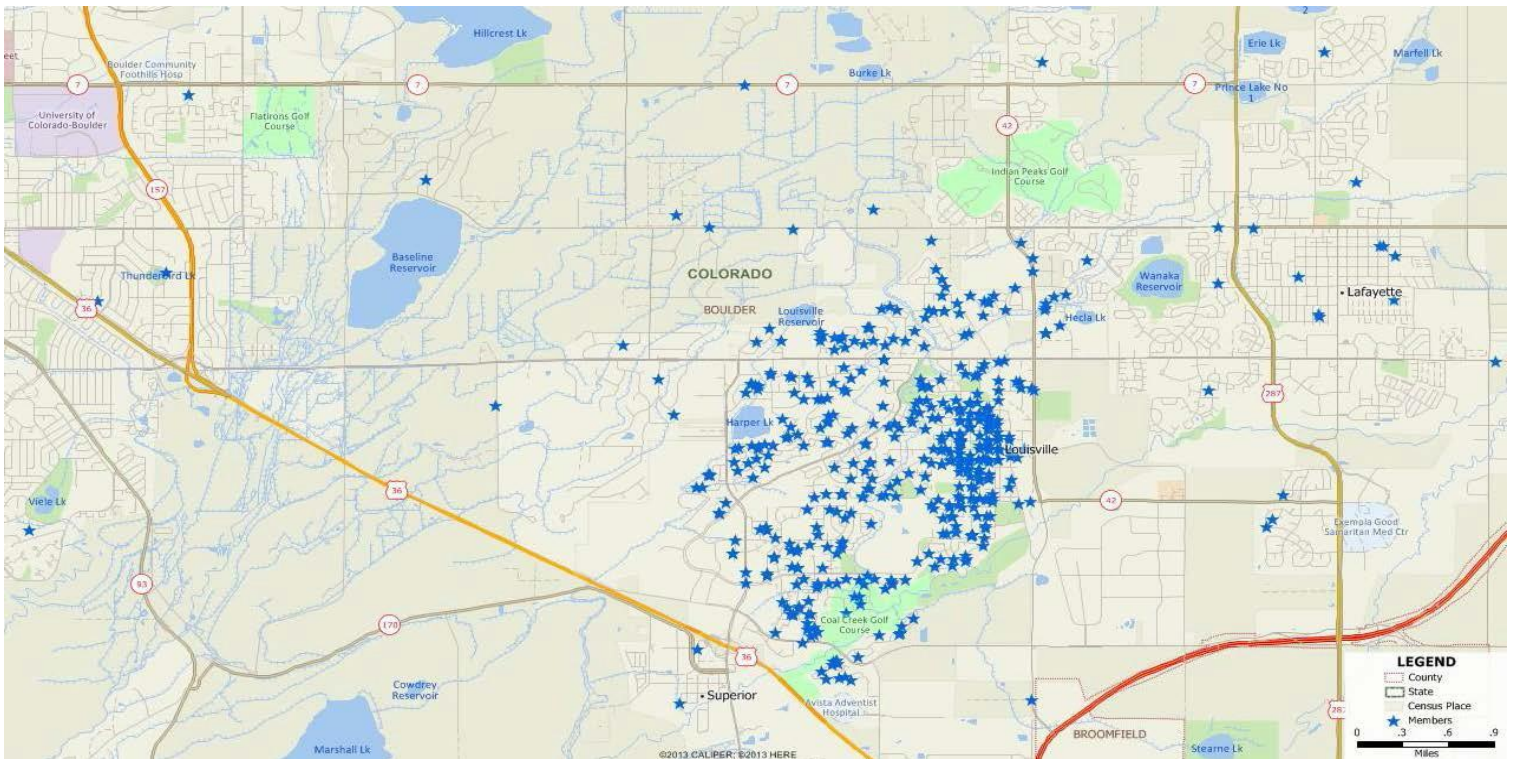 2
Hillcrest Lk
Erie Lk
Marfell Lk
eet
Boulder Community
Foothills Hosp
Burke Lk
7
7
7
7
Prince Lake No
1
University of
Colorado-Boulder
Flatirons Golf
Course
42
Indian Peaks Golf
Course
157
Baseline
Reservoir
Thunderbird Lk
COLORADO
Wanaka
Reservoir
Lafayette
36
BOULDER
Louisville
Reservoir
Hecla Lk
287
Harper Lk
Louisville
36
42
Viele Lk
Exempla Good
Samaritan Med Ctr
93
170
Coal Creek Golf
Course
36
Superior
Cowdrey
Reservoir
Avista Adventist
Hospital
BROOMFIELD
Marshall Lk
Stearne Lk
28
©2013 CALIPER; ©2013 HERE
LEGEND
County
State
Census Place
Members
0 .3 .6 .9
Miles